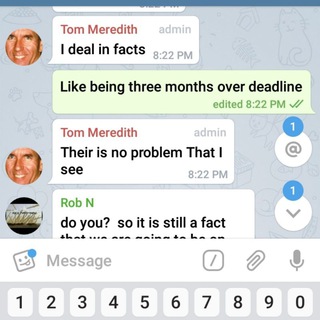 8:22 PM
Tom Meredith admin
I deal in facts 8:22 PM
Like being three months over deadline
edited 8:22 PM
1
@
Tom Meredith admin
Their is no problem That I
see 8:22 PM
1
Rob N
do you? so it is still a fact
that we are going to be on
Message
1 2 3 4 5 6 7 8 9 0